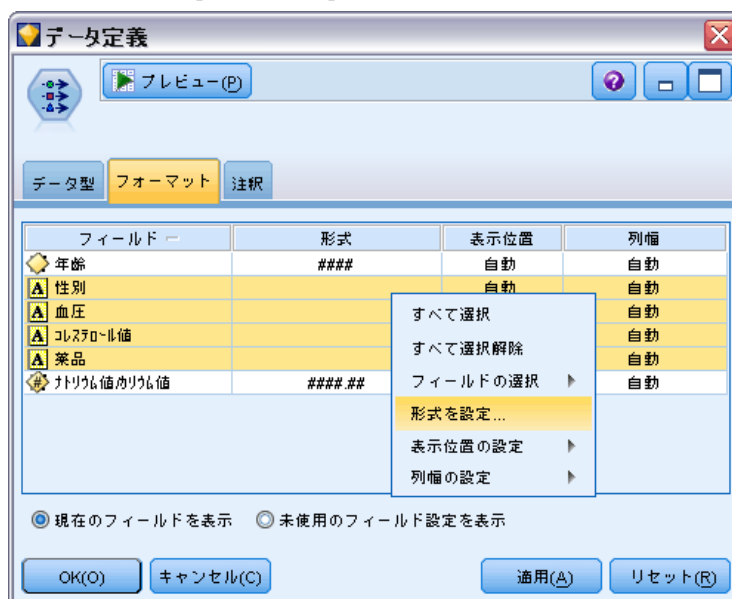 データ定義
プレビュー(P)
データ型 フォーマット 注釈
フィールド 形式 表示位置 列幅
年齢 #### 自動 自動
A 性別 自動 自動
A 血圧 自動
A コレステロール値 自動
A 薬品 自動
ナトリウム値カリウム値 ####.## 自動
すべて選択
すべて選択解除
フィールドの選択
形式を設定...
表示位置の設定
列幅の設定
現在のフィールドを表示 未使用のフィールド設定を表示
OK(O) キャンセル(C) 適用(A) リセット(R)